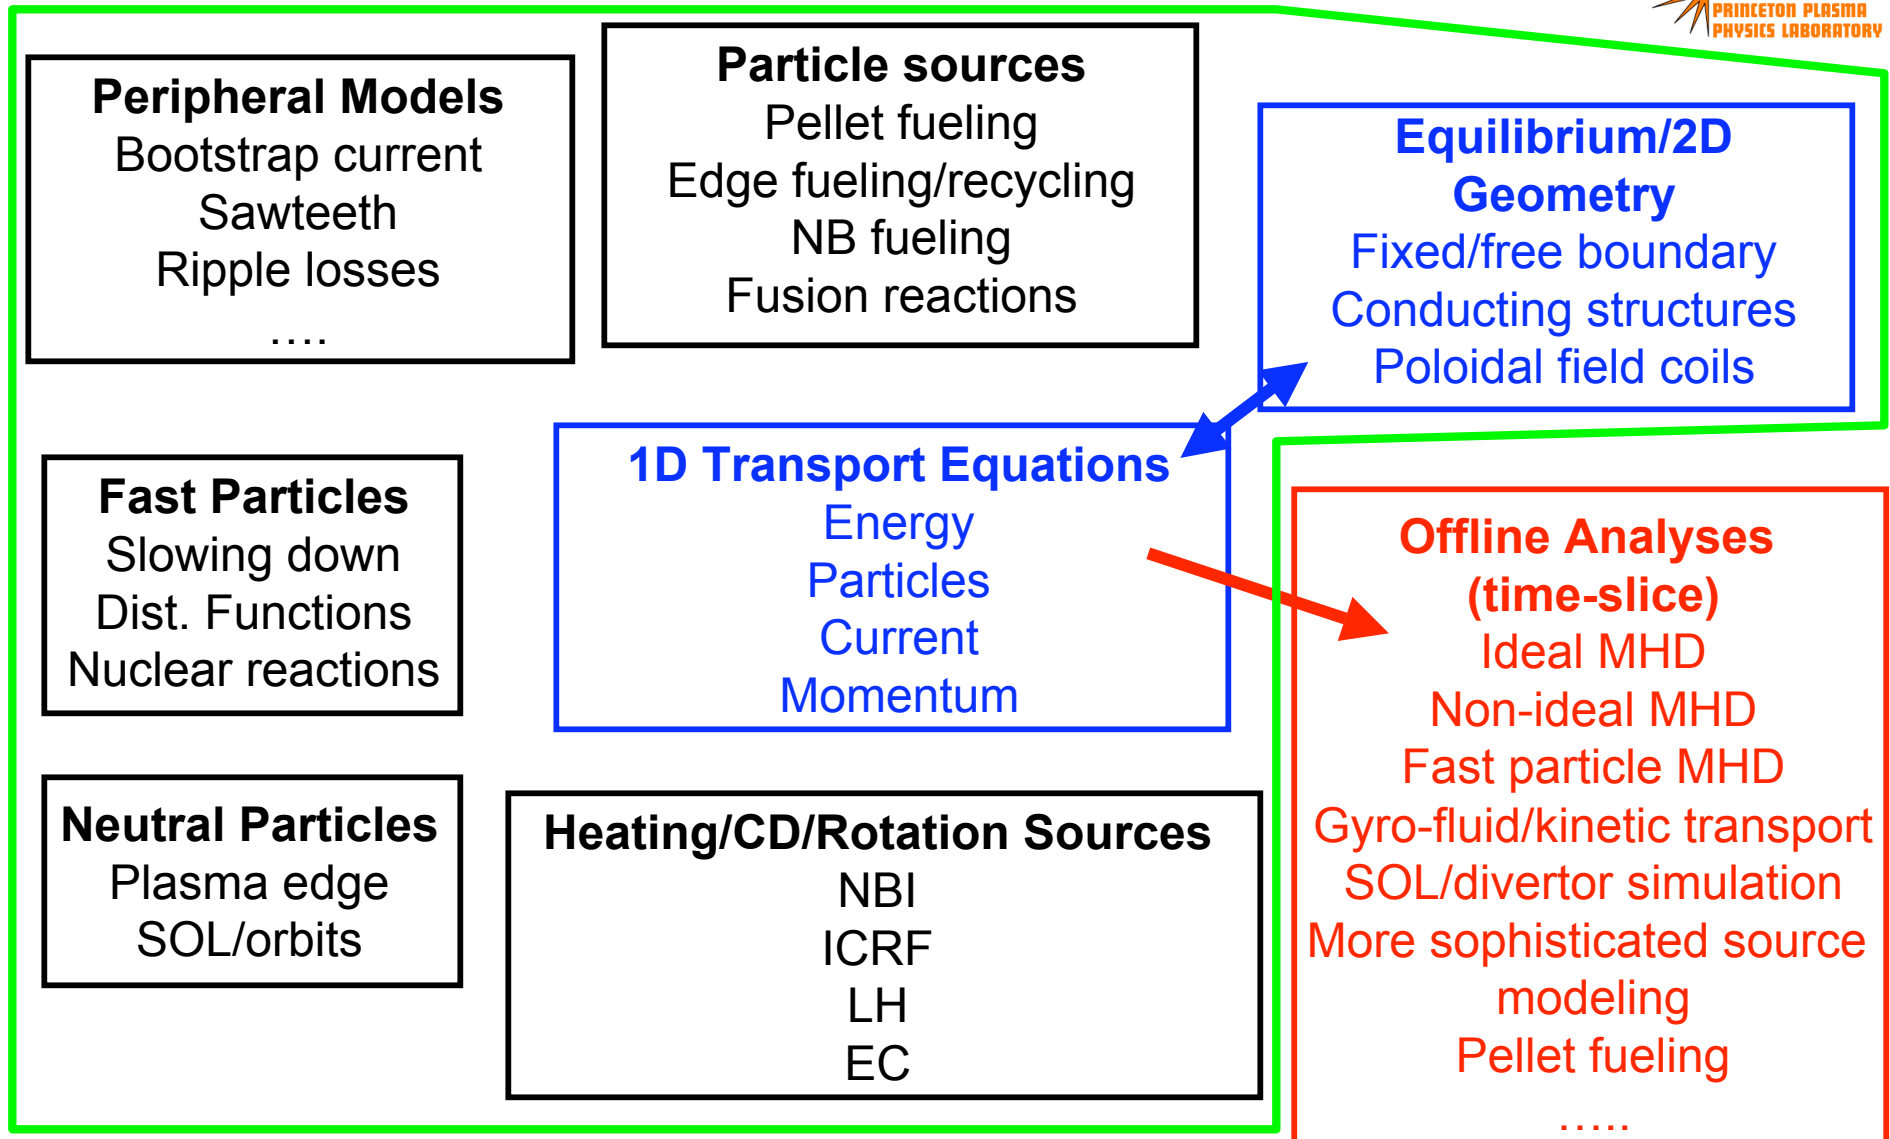 PRINCETON PLASMA
PHYSICS LABORATORY
Peripheral Models
Bootstrap current
Sawteeth
Ripple losses
....
Particle sources
Pellet fueling
Edge fueling/recycling
NB fueling
Fusion reactions
Equilibrium/2D
Geometry
Fixed/free boundary
Conducting structures
Poloidal field coils
Fast Particles
Slowing down
Dist. Functions
Nuclear reactions
1D Transport Equations
Energy
Particles
Current
Momentum
Offline Analyses
(time-slice)
Ideal MHD
Non-ideal MHD
Fast particle MHD
Gyro-fluid/kinetic transport
SOL/divertor simulation
More sophisticated source
modeling
Pellet fueling
.....
Neutral Particles
Plasma edge
SOL/orbits
Heating/CD/Rotation Sources
NBI
ICRF
LH
EC